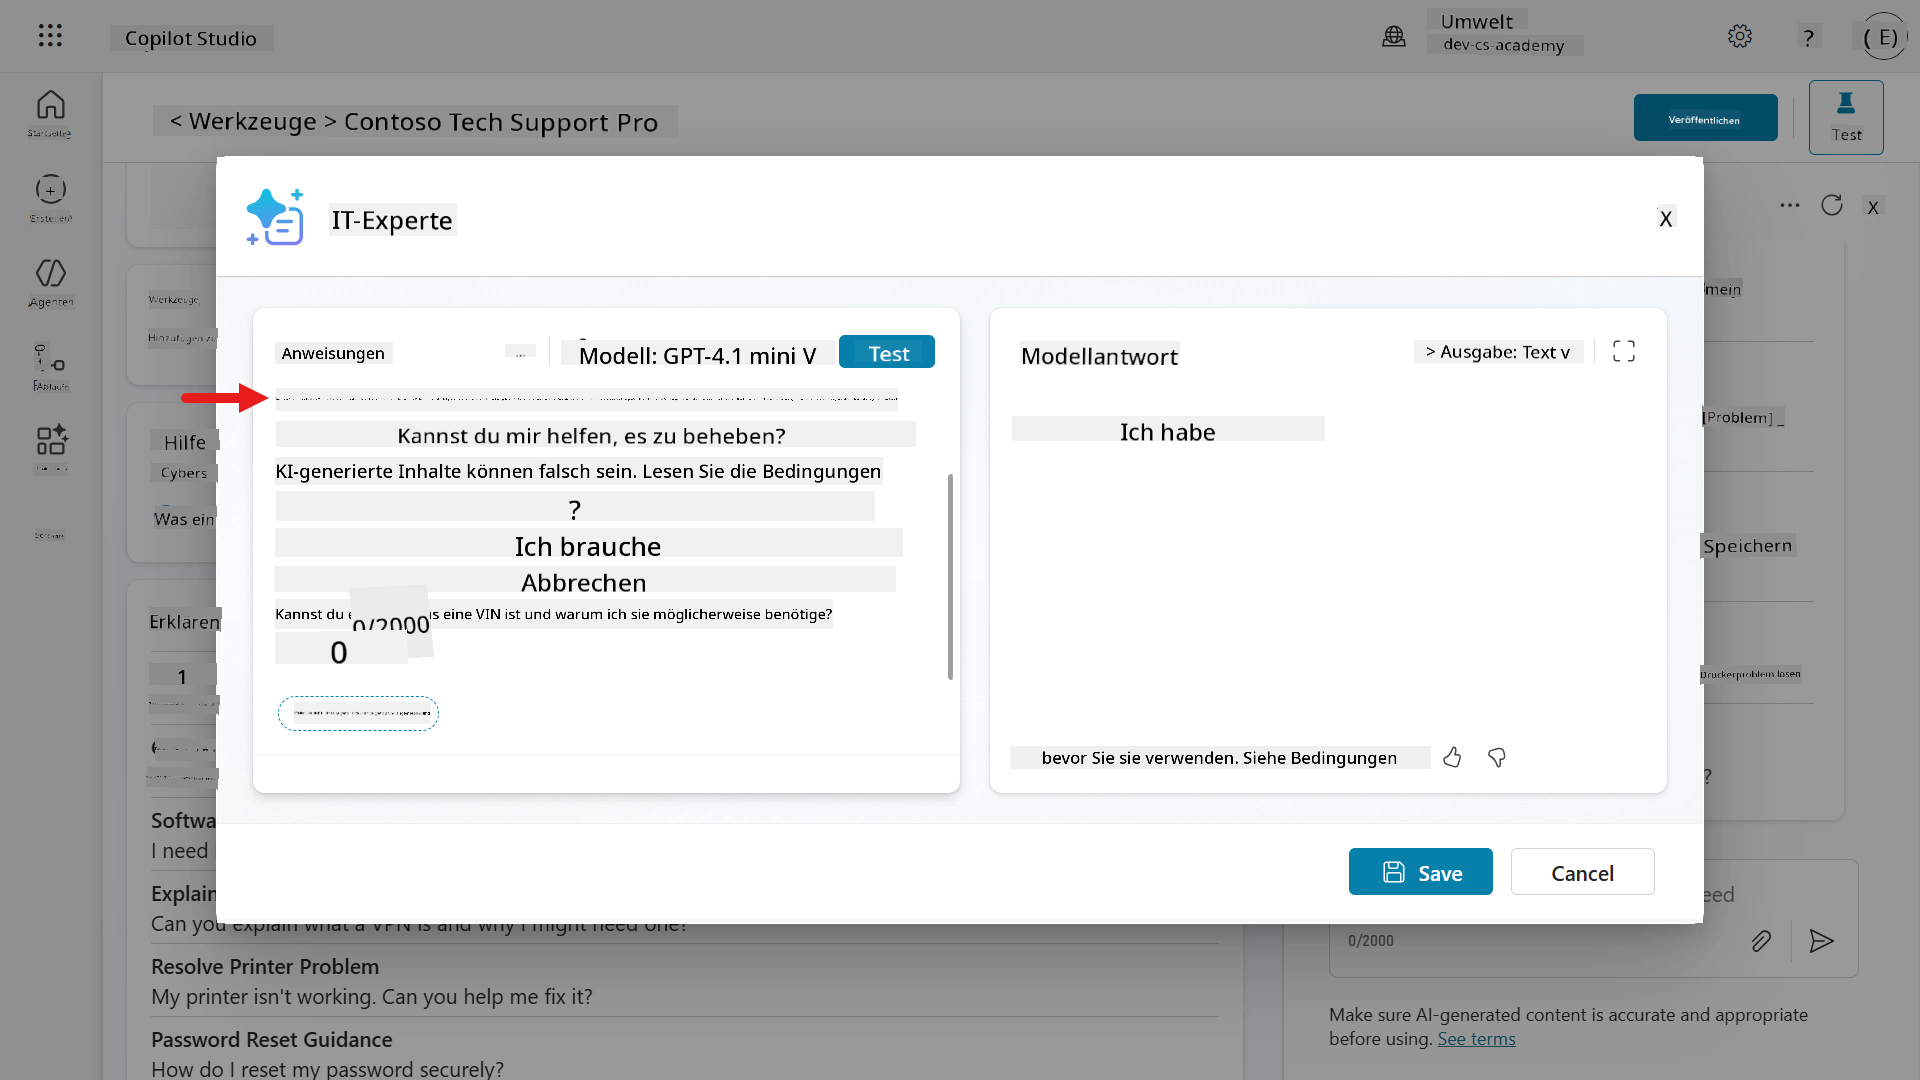 Copilot Studio
Umwelt
dev-cs-academy
?
( E)
< Werkzeuge > Contoso Tech Support Pro
Veröffentlichen
Test
Startseite
Agenten
IT-Experte
X
X
Anweisungen
...
Modell: GPT-4.1 mini V
Test
Modellantwort
> Ausgabe: Text v
Kannst du mir helfen, es zu beheben?
KI-generierte Inhalte können falsch sein. Lesen Sie die Bedingungen
?
Ich brauche
Abbrechen
Kannst du e s eine VIN ist und warum ich sie möglicherweise benötige?
0/2000
0
Ich habe
bevor Sie sie verwenden. Siehe Bedingungen
Save
Cancel
Werkzeuge,
Hinzufügen zu
Hilfe
Cybers
Was ein
Erklaren
1
mein
[Problem] _
Speichern
Druckerproblem lösen
?
Softwa
I need
Explain
Can you explain what a VPN is and why I might need one?
Resolve Printer Problem
My printer isn't working. Can you help me fix it?
Password Reset Guidance
How do I reset my password securely?
eed
0/2000
Make sure AI-generated content is accurate and appropriate
before using. See terms